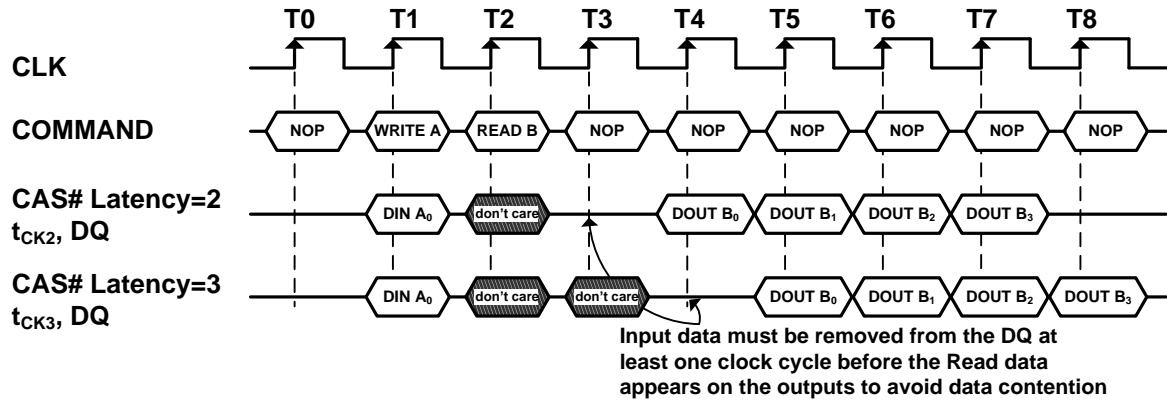 T0 T1 T2 T3 T4 T5 T6 T7 T8
CLK
COMMAND NOP WRITE A READ B NOP NOP NOP NOP NOP NOP
CAS# Latency=2
tCK2, DQ
DIN A0 don't care DOUT B0 DOUT B1 DOUT B2 DOUT B3
CAS# Latency=3
tCK3, DQ
DIN A0 don't care don't care DOUT B0 DOUT B1 DOUT B2 DOUT B3
Input data must be removed from the DQ at
least one clock cycle before the Read data
appears on the outputs to avoid data contention